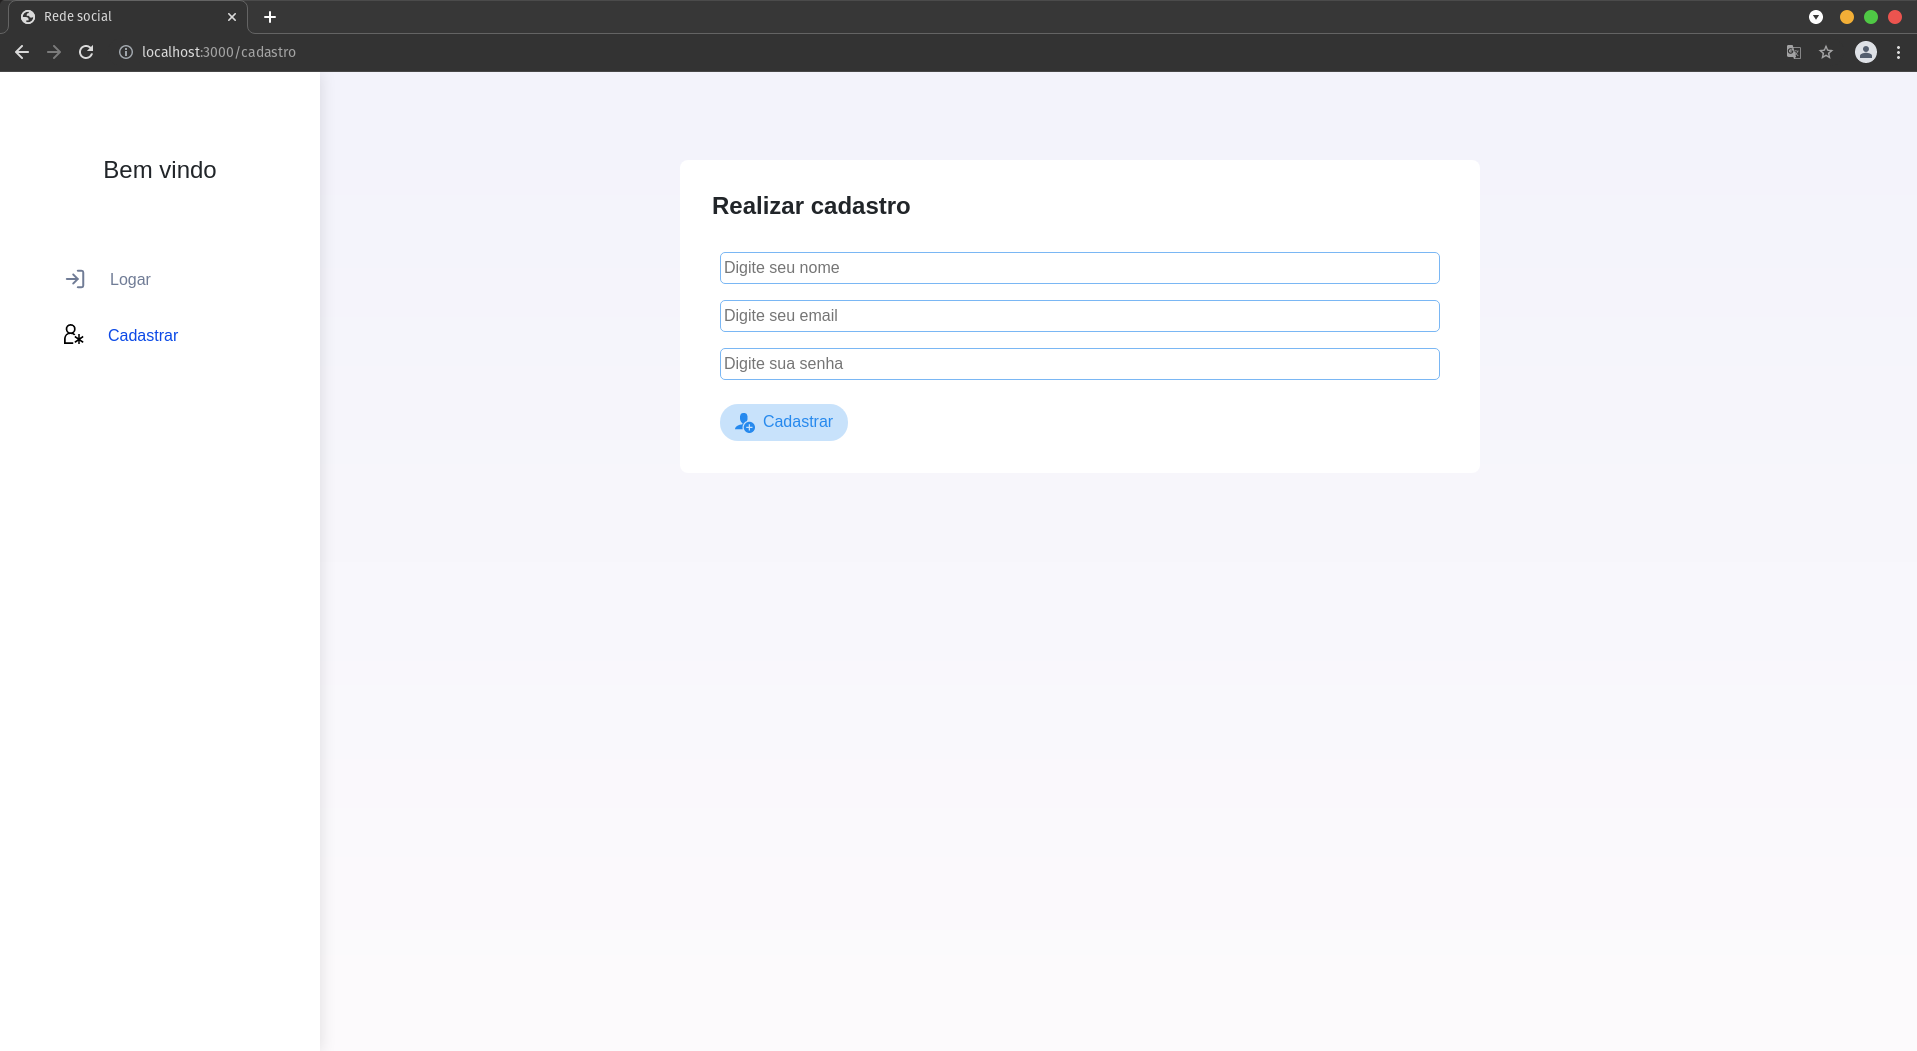 Rede social
localhost:3000/cadastro
Bem vindo
Logar
Cadastrar
Realizar cadastro
Digite seu nome
Digite seu email
Digite sua senha
Cadastrar